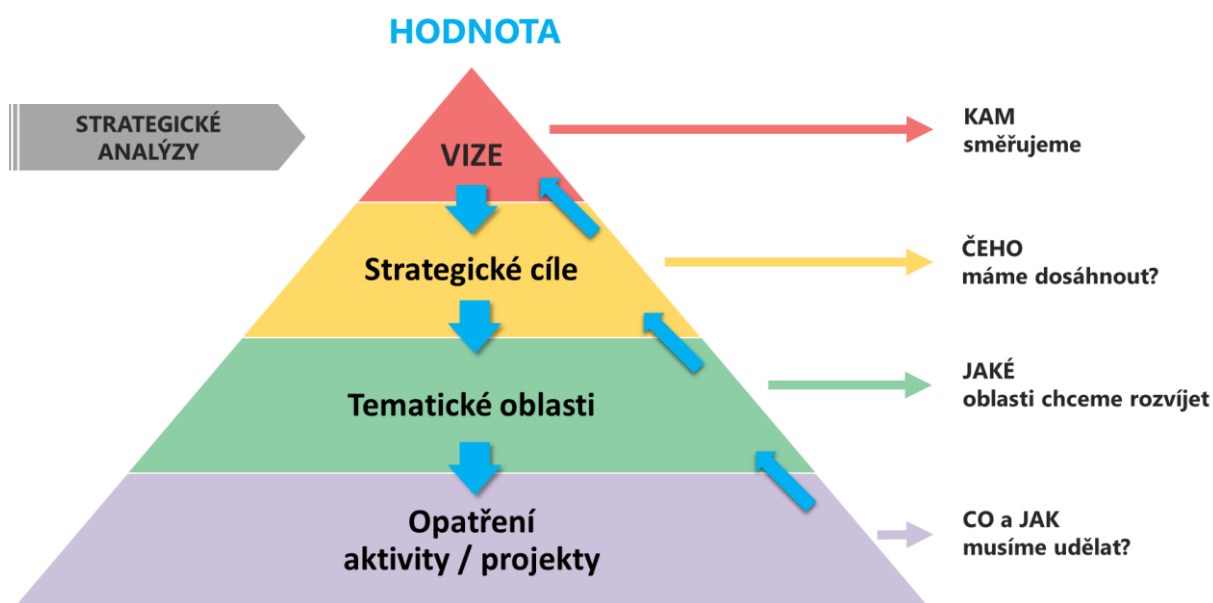 HODNOTA
STRATEGICKÉ
ANALÝZY
VIZE
KAM
směřujeme
Strategické cíle
ČEHO
máme dosáhnout?
Tematické oblasti
JAKÉ
oblasti chceme rozvíjet
Opatření
aktivity / projekty
CO a JAK
musíme udělat?